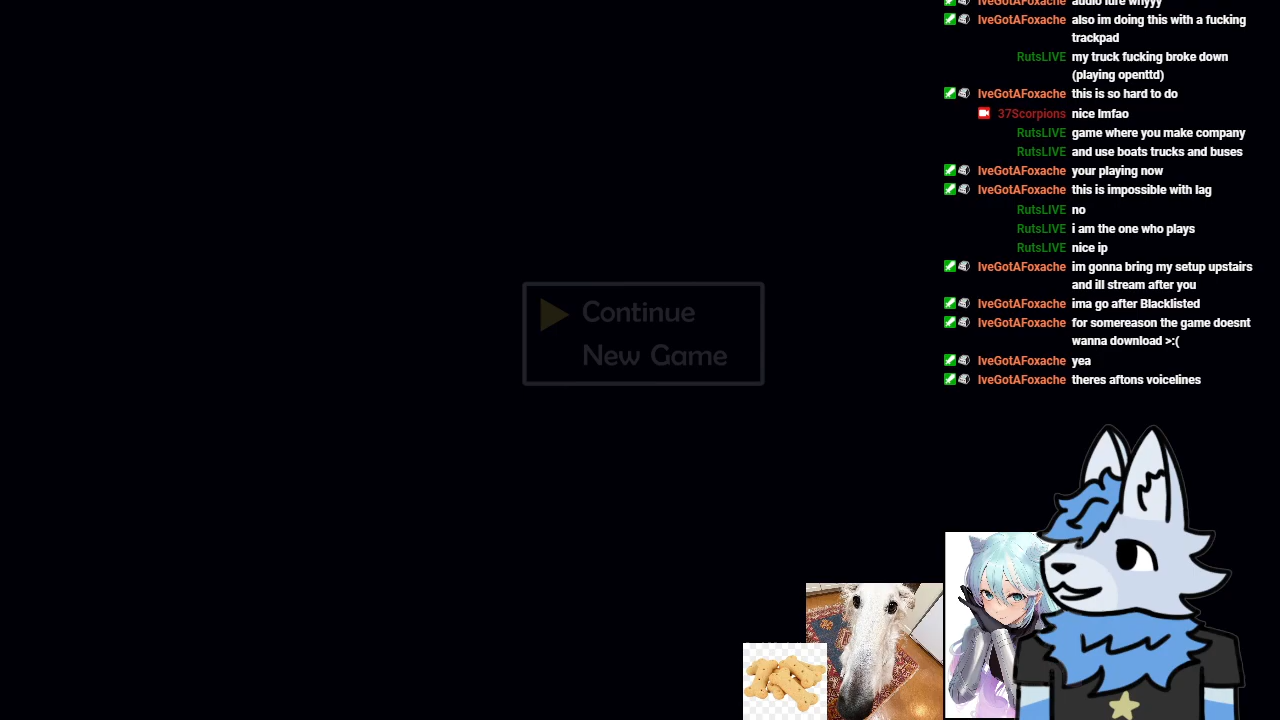 IveGotAFoxache audio lure whyyy
IveGotAFoxache also im doing this with a fucking
trackpad
RutsLIVE my truck fucking broke down
(playing openttd)
IveGotAFoxache this is so hard to do
37Scorpions nice lmfao
RutsLIVE game where you make company
RutsLIVE and use boats trucks and buses
IveGotAFoxache your playing now
IveGotAFoxache this is impossible with lag
RutsLIVE no
RutsLIVE i am the one who plays
RutsLIVE nice ip
IveGotAFoxache im gonna bring my setup upstairs
and ill stream after you
IveGotAFoxache ima go after Blacklisted
IveGotAFoxache for somereason the game doesnt
wanna download >:(
IveGotAFoxache yea
IveGotAFoxache theres aftons voicelines
Continue
New Game